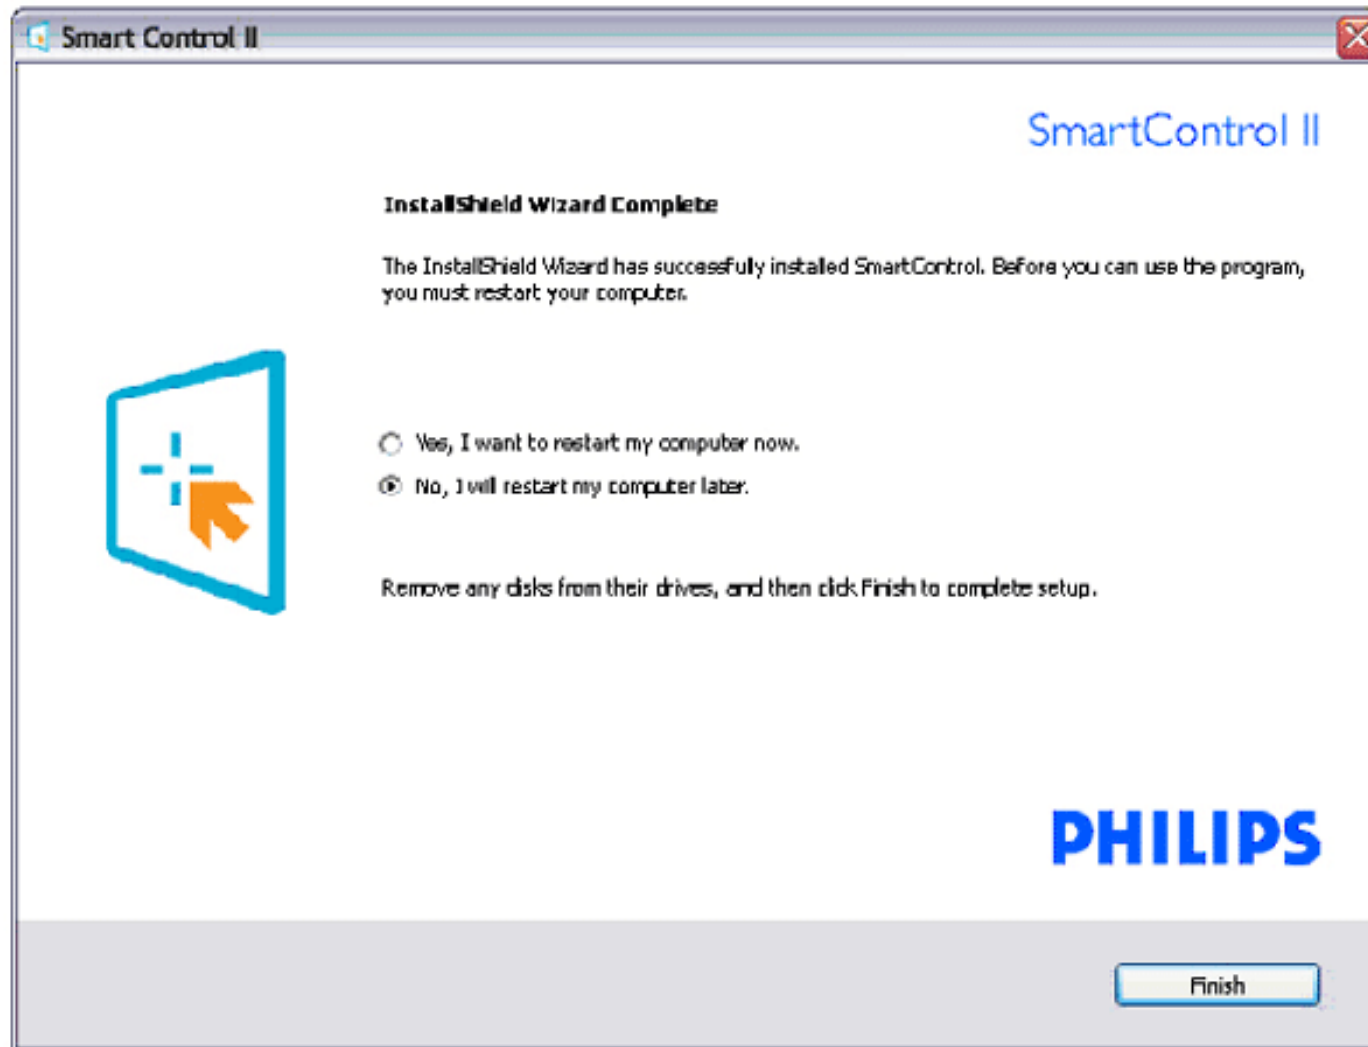 Smart Control II
SmartControl II
InstallShield Wizard Complete
The InstallShield Wizard has successfully installed SmartControl. Before you can use the program,
you must restart your computer.
Yes, I want to restart my computer now.
No, I will restart my computer later.
Remove any disks from their drives, and then click Finish to complete setup.
PHILIPS
Finish